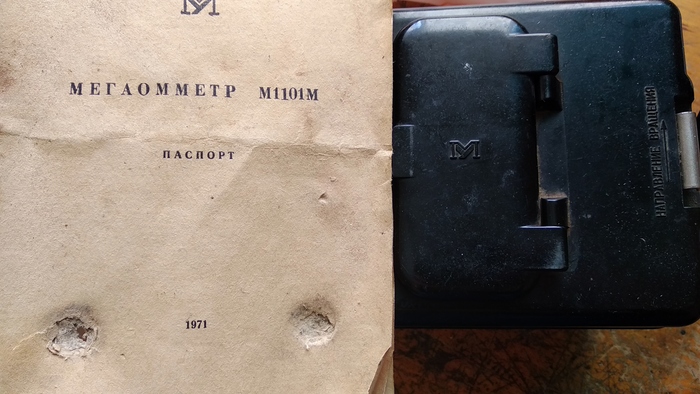 МЕГАОММЕТР М1101М
ПАСПОРТ
1971
НАПРАВЛЕНИЕ ВРАЩЕНИЯ